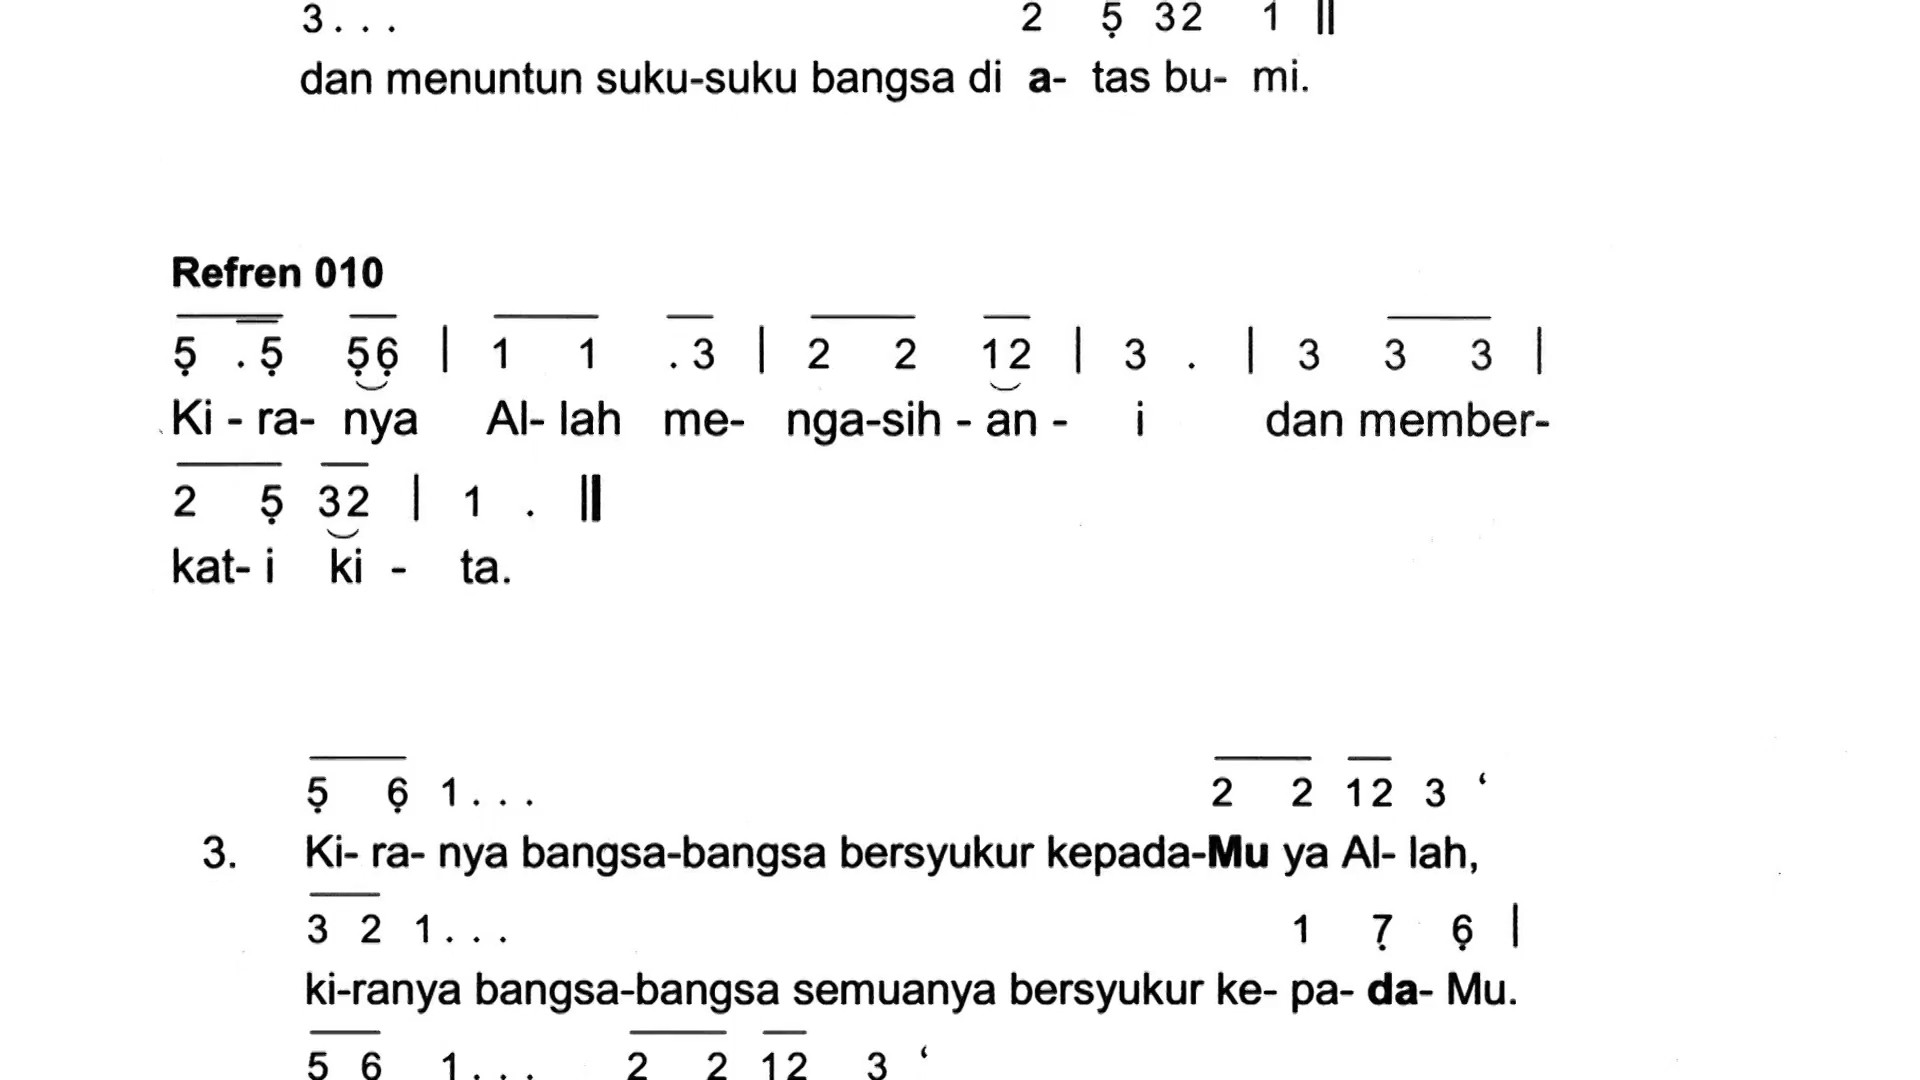 3 . . . 2 5̣ 32 1 ||
dan menuntun suku-suku bangsa di a- tas bu- mi.
Refren 010
5̣ . 5̣ 5̣6̣ | 1 1 . 3 | 2 2 12 | 3 . | 3 3 3 |
Ki - ra- nya Al- lah me- nga-sih - an - i dan member-
2 5̣ 32 | 1 . ||
kat- i ki - ta.
5̣ 6̣ 1 . . . 2 2 12 3 ‘
3. Ki- ra- nya bangsa-bangsa bersyukur kepada-Mu ya Al- lah,
3 2 1 . . . 1 7̣ 6̣ |
ki-ranya bangsa-bangsa semuanya bersyukur ke- pa- da- Mu.
5 6 1 . . . 2 2 12 3 ‘